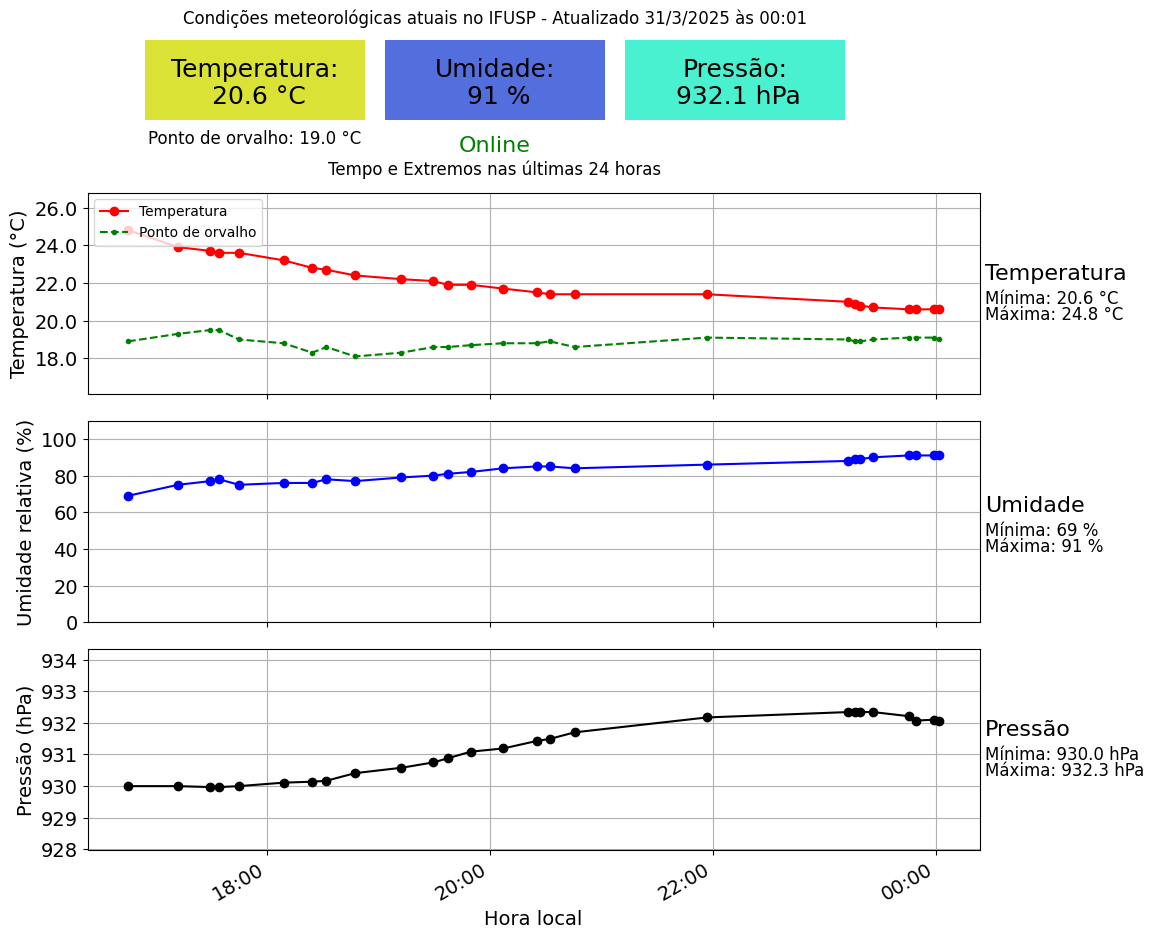 Condições meteorológicas atuais no IFUSP - Atualizado 31/3/2025 às 00:01
Temperatura:
20.6 °C
Umidade:
91 %
Pressão:
932.1 hPa
Ponto de orvalho: 19.0 °C
Online
Tempo e Extremos nas últimas 24 horas
Temperatura (°C)
26.0
24.0
22.0
20.0
18.0
Temperatura
Ponto de orvalho
Temperatura
Mínima: 20.6 °C
Máxima: 24.8 °C
Umidade relativa (%)
100
80
60
40
20
0
Umidade
Mínima: 69 %
Máxima: 91 %
Pressão (hPa)
934
933
932
931
930
929
928
Pressão
Mínima: 930.0 hPa
Máxima: 932.3 hPa
18:00
20:00
22:00
00:00
Hora local